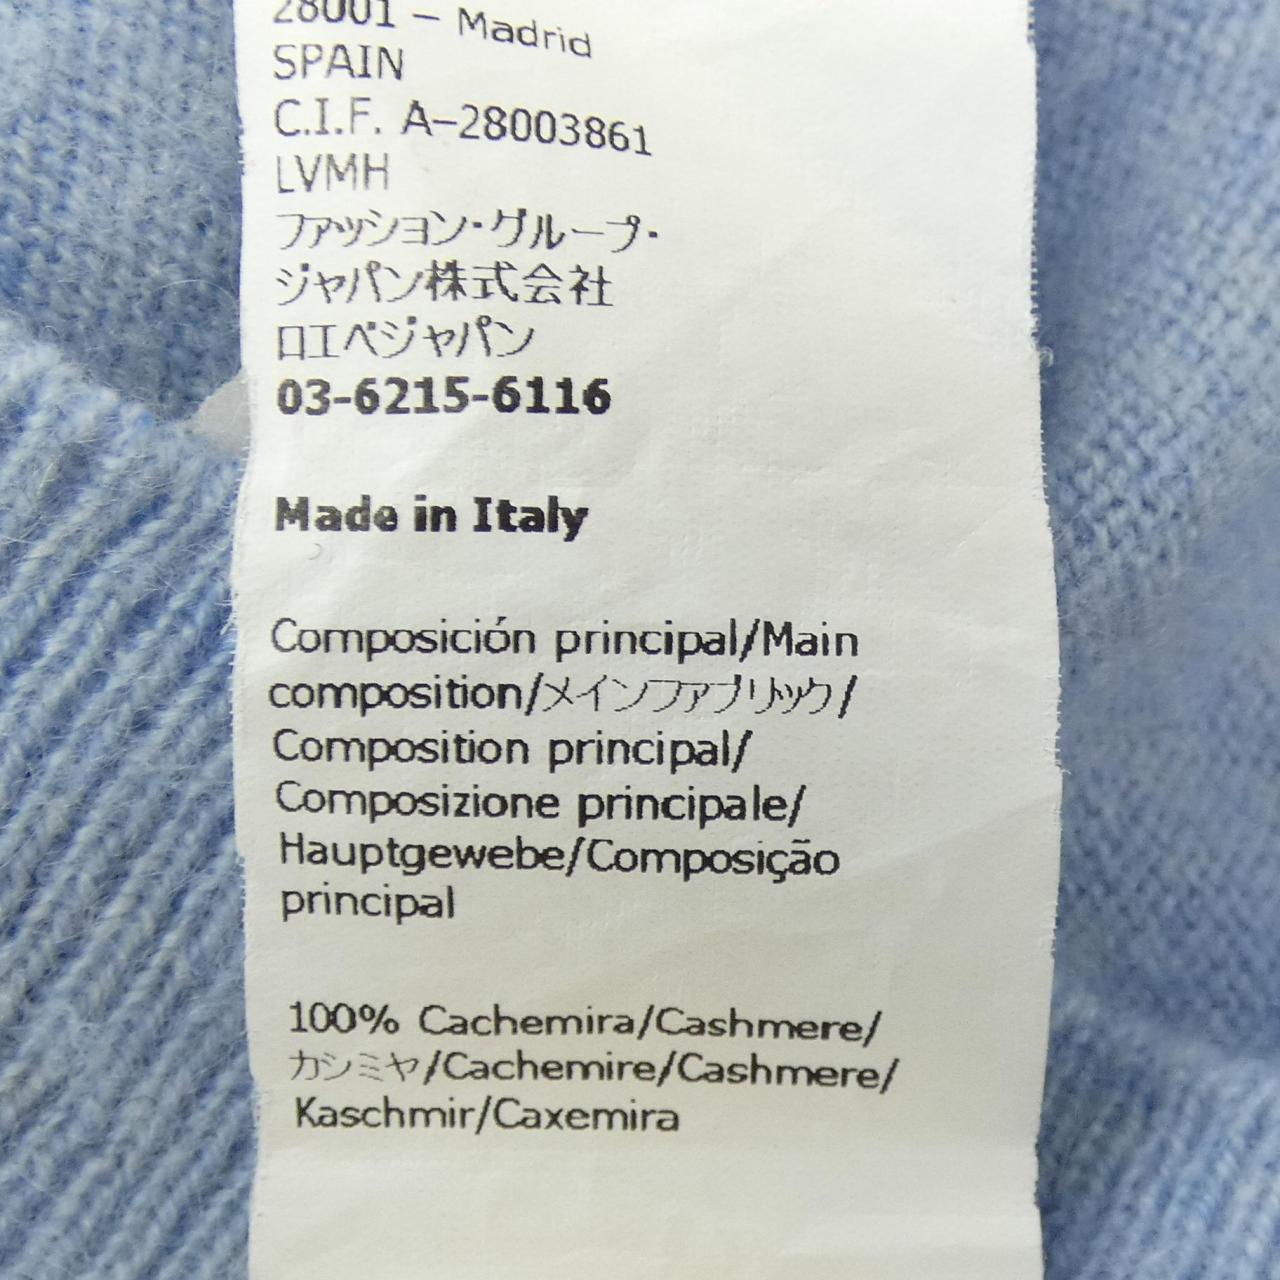 28001 – Madrid
SPAIN
C.I.F. A–28003861
LVMH
ファッション・グループ・
ジャパン株式会社
ロエベジャパン
03-6215-6116
Made in Italy
Composición principal/Main
composition/メインファブリック/
Composition principal/
Composizione principale/
Hauptgewebe/Composição
principal
100% Cachemira/Cashmere/
カシミヤ/Cachemire/Cashmere/
Kaschmir/Caxemira